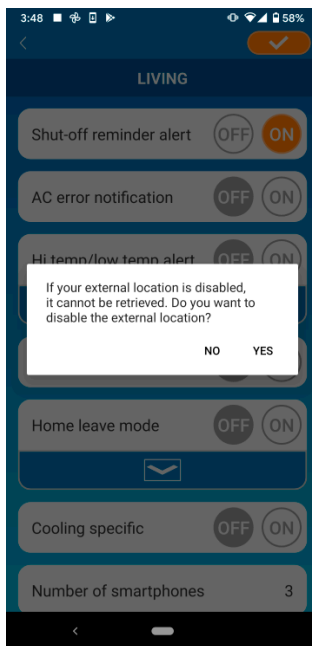 3:48 58%
LIVING
Shut-off reminder alert OFF ON
AC error notification OFF ON
Hi temp/low temp alert OFF ON
If your external location is disabled,
it cannot be retrieved. Do you want to
disable the external location?
NO YES
Home leave mode OFF ON
Cooling specific OFF ON
Number of smartphones 3